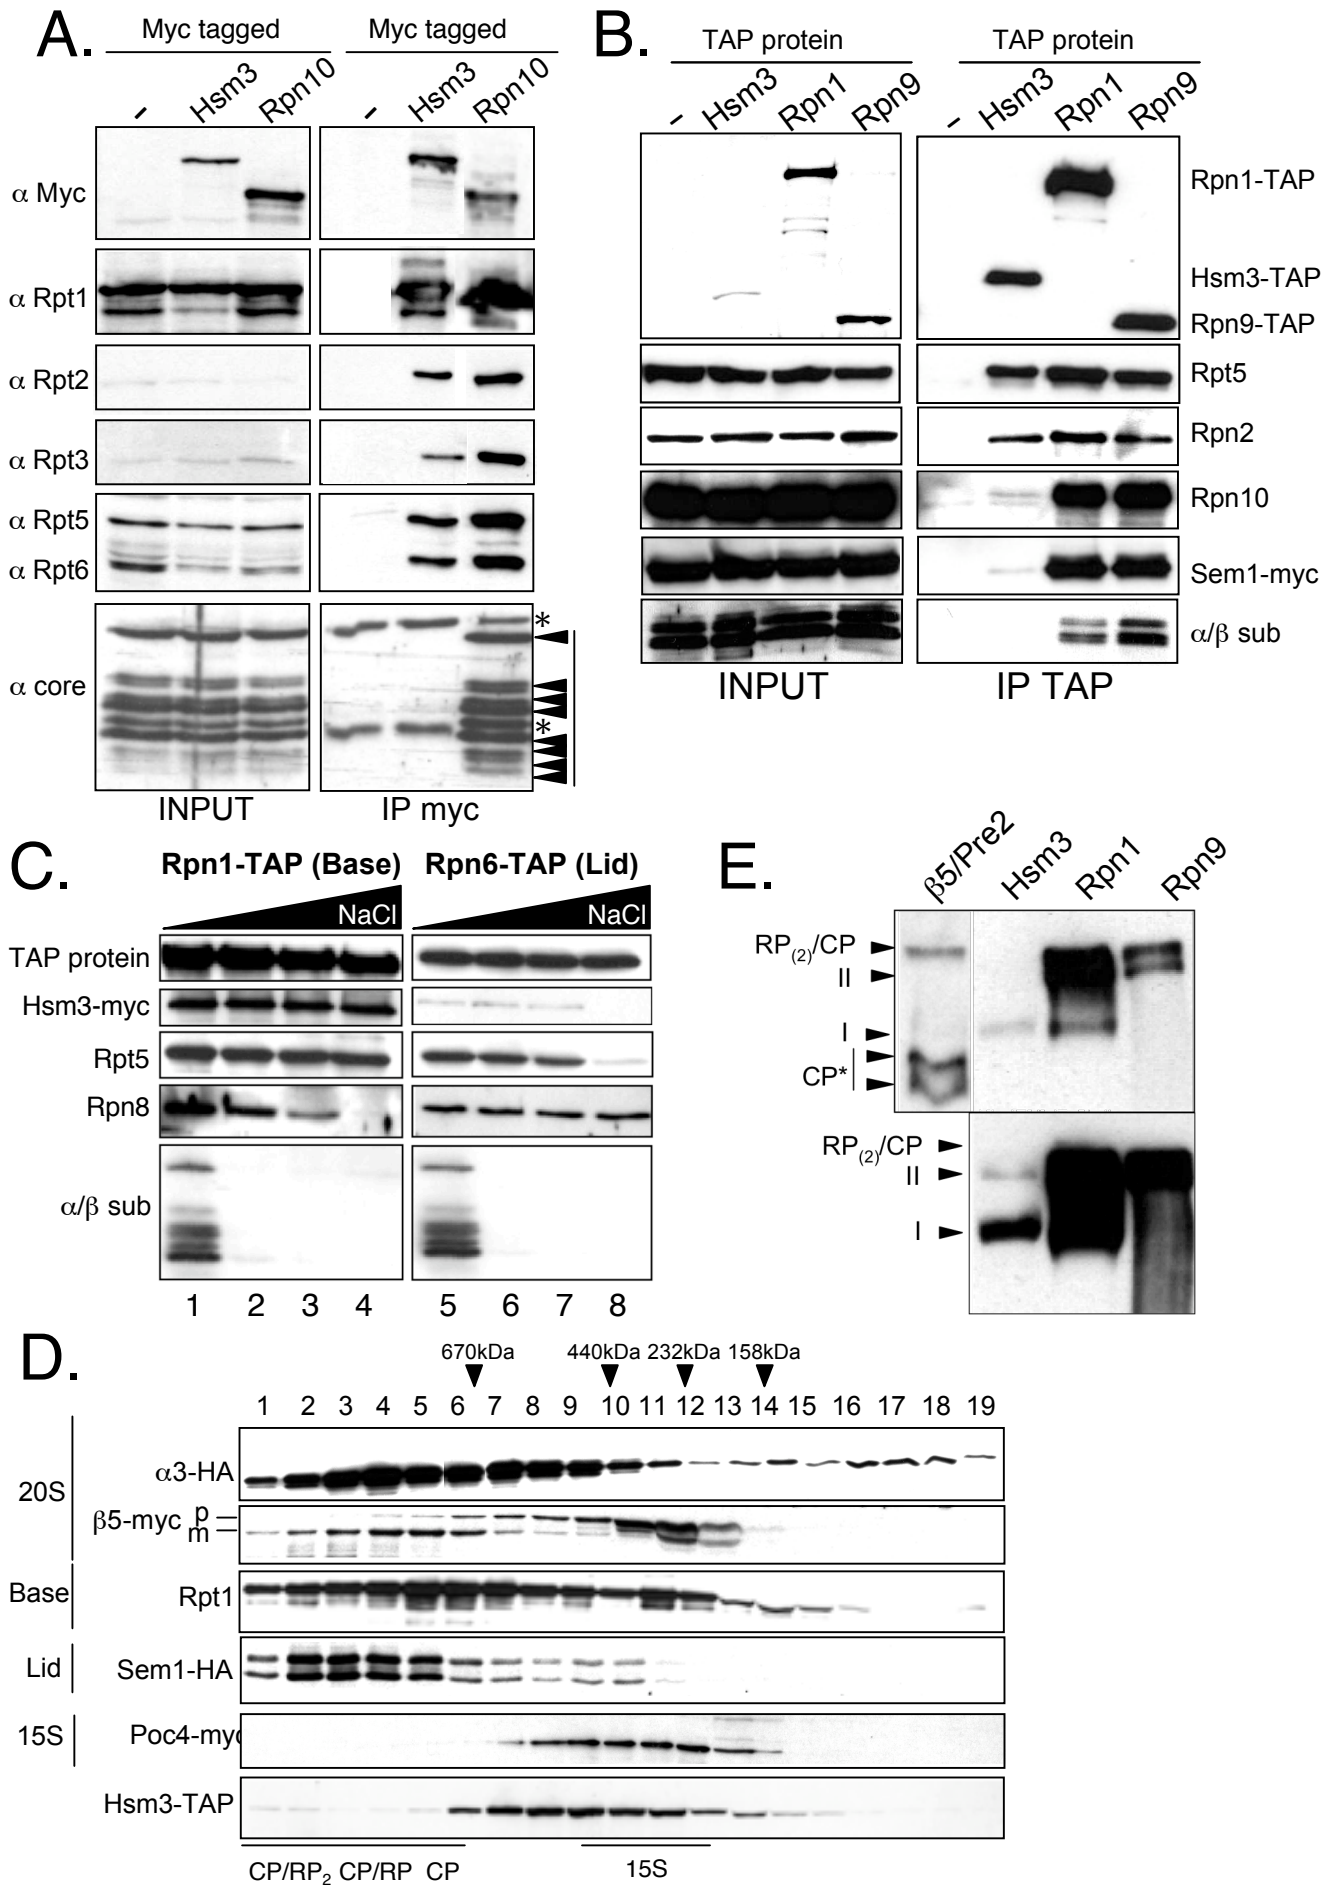 A.
Myc tagged Myc tagged
- Hsm3 Rpn10 - Hsm3 Rpn10
α Myc
α Rpt1
α Rpt2
α Rpt3
α Rpt5
α Rpt6
*
α core
*
INPUT IP myc
B.
TAP protein TAP protein
- Hsm3 Rpn1 Rpn9 - Hsm3 Rpn1 Rpn9
Rpn1-TAP
Hsm3-TAP
Rpn9-TAP
Rpt5
Rpn2
Rpn10
Sem1-myc
α/β sub
INPUT IP TAP
C.
Rpn1-TAP (Base) Rpn6-TAP (Lid)
NaCl NaCl
TAP protein
Hsm3-myc
Rpt5
Rpn8
α/β sub
1 2 3 4 5 6 7 8
E.
β5/Pre2 Hsm3 Rpn1 Rpn9
RP(2)/CP
II
I
CP*
RP(2)/CP
II
I
D.
670kDa 440kDa 232kDa 158kDa
1 2 3 4 5 6 7 8 9 10 11 12 13 14 15 16 17 18 19
20S
α3-HA
β5-myc p
m
Base Rpt1
Lid Sem1-HA
15S Poc4-myc
Hsm3-TAP
CP/RP2 CP/RP CP 15S